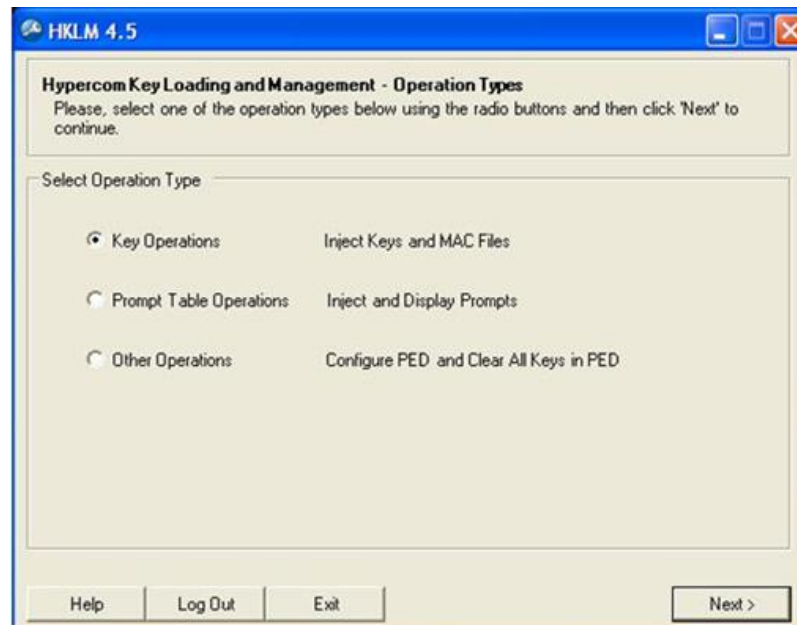 HKLM 4.5
Hypercom Key Loading and Management - Operation Types
Please, select one of the operation types below using the radio buttons and then click 'Next' to
continue.
Select Operation Type
Key Operations Inject Keys and MAC Files
Prompt Table Operations Inject and Display Prompts
Other Operations Configure PED and Clear All Keys in PED
Help Log Out Exit Next >